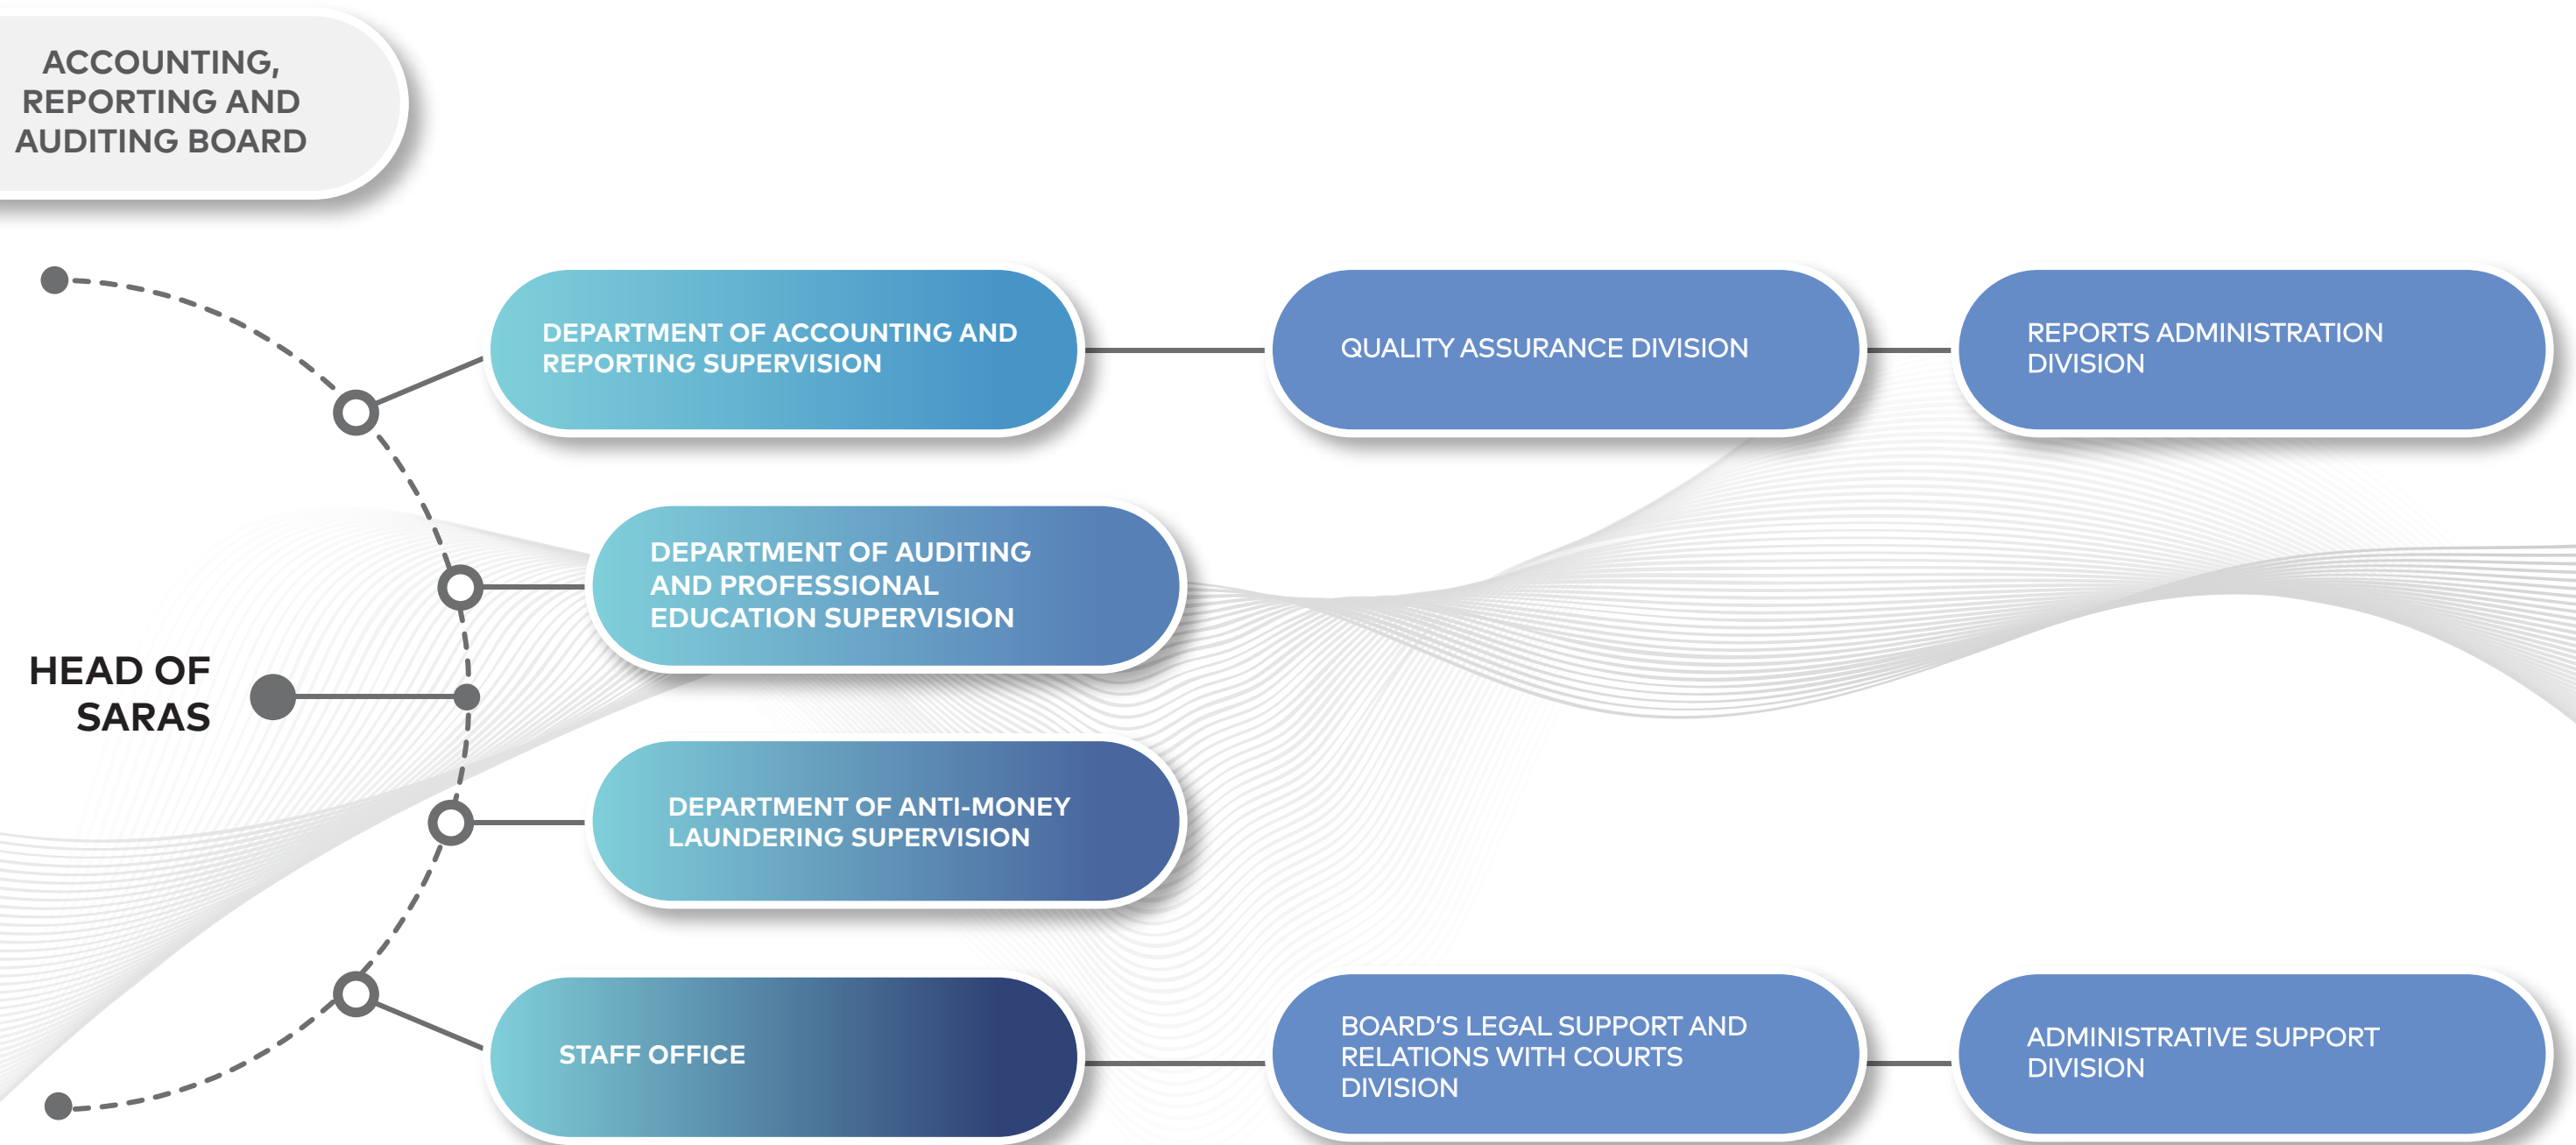 ACCOUNTING,
REPORTING AND
AUDITING BOARD
DEPARTMENT OF ACCOUNTING AND
REPORTING SUPERVISION
QUALITY ASSURANCE DIVISION
REPORTS ADMINISTRATION
DIVISION
DEPARTMENT OF AUDITING
AND PROFESSIONAL
EDUCATION SUPERVISION
HEAD OF
SARAS
DEPARTMENT OF ANTI-MONEY
LAUNDERING SUPERVISION
STAFF OFFICE
BOARD’S LEGAL SUPPORT AND
RELATIONS WITH COURTS
DIVISION
ADMINISTRATIVE SUPPORT
DIVISION